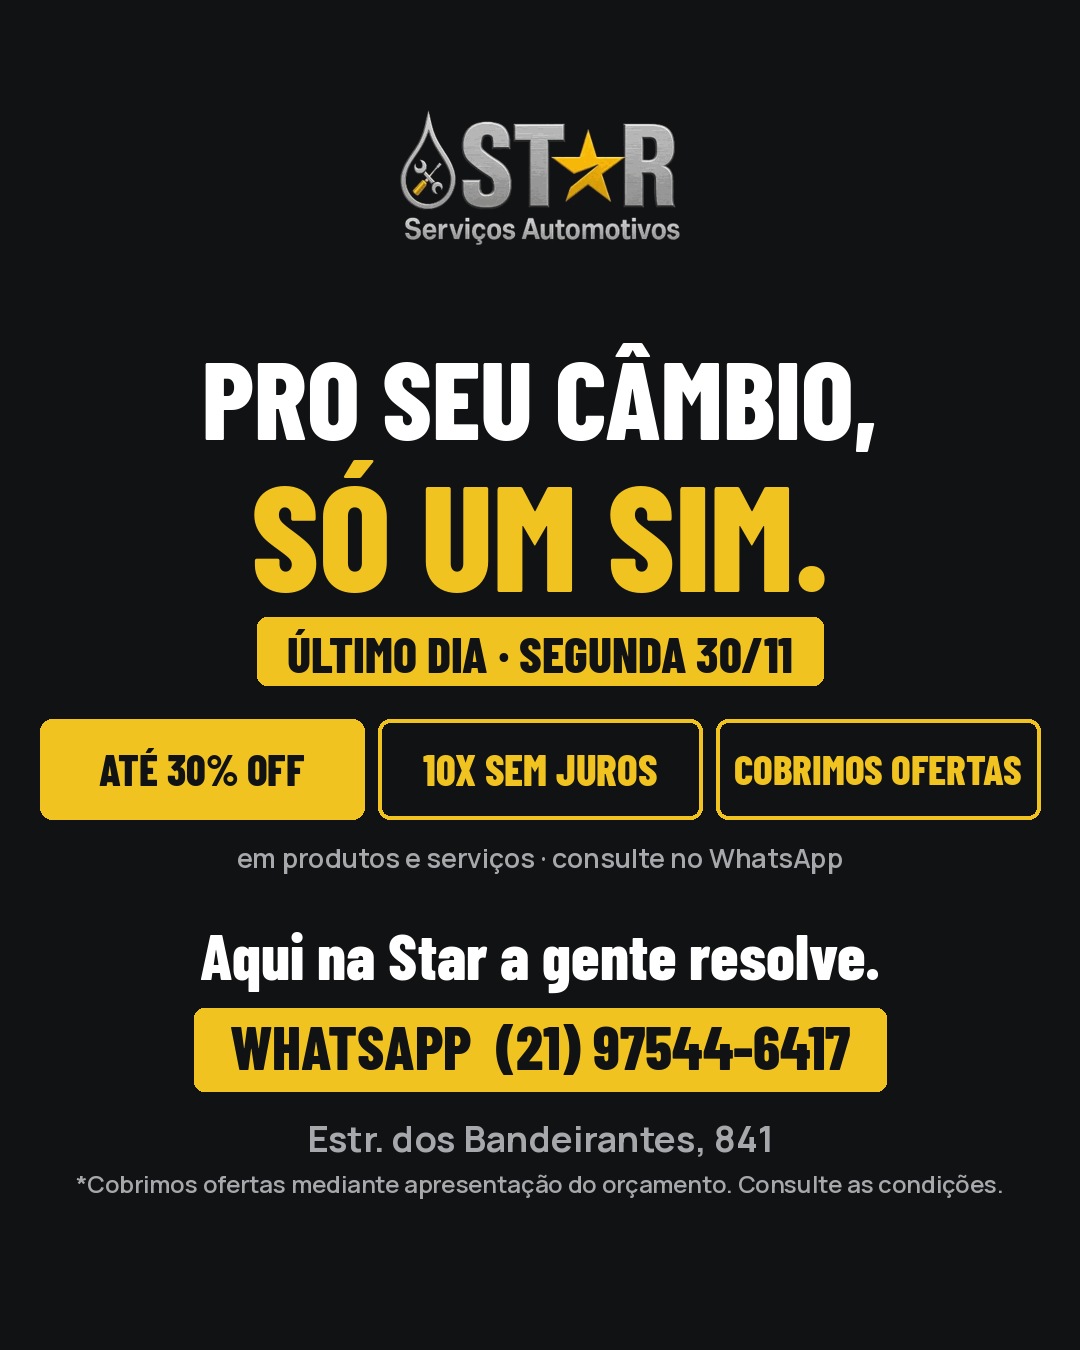 ST★R
Serviços Automotivos
PRO SEU CÂMBIO,
SÓ UM SIM.
ÚLTIMO DIA · SEGUNDA 30/11
ATÉ 30% OFF
10X SEM JUROS
COBRIMOS OFERTAS
em produtos e serviços · consulte no WhatsApp
Aqui na Star a gente resolve.
WHATSAPP (21) 97544-6417
Estr. dos Bandeirantes, 841
*Cobrimos ofertas mediante apresentação do orçamento. Consulte as condições.